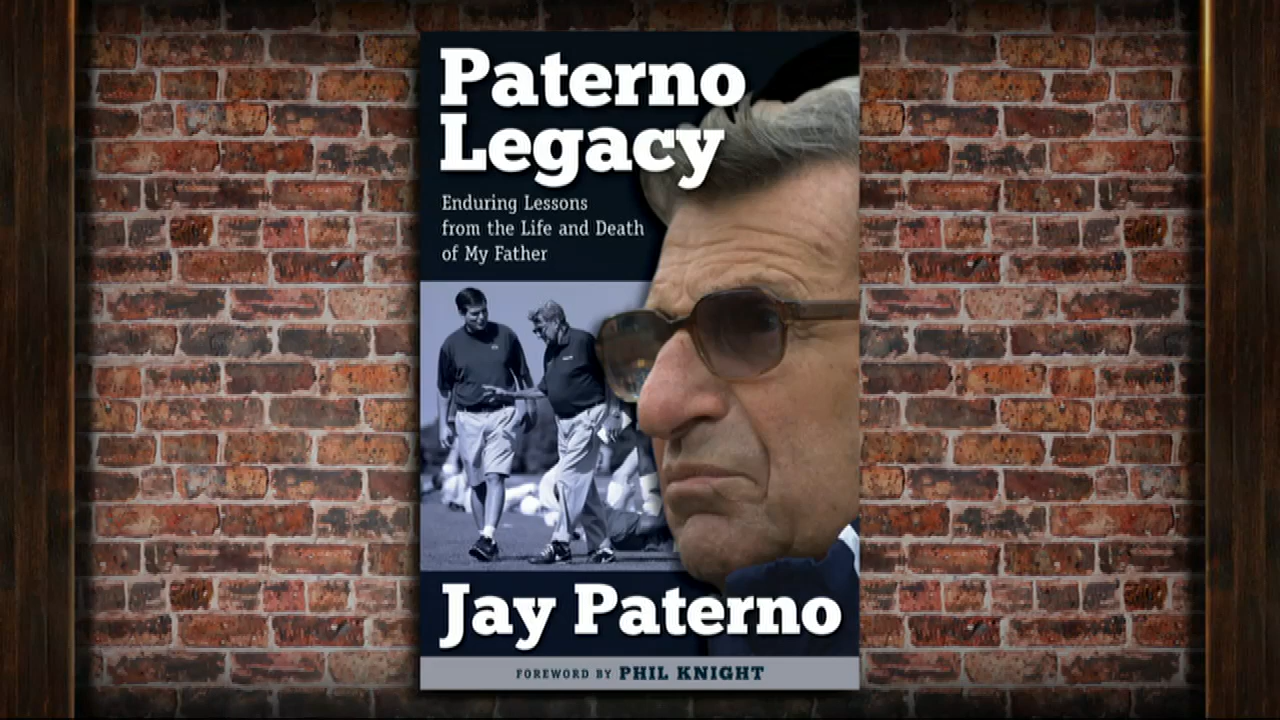 Paterno
Legacy
Enduring Lessons
from the Life and Death
of My Father
Jay Paterno
FOREWORD BY PHIL KNIGHT